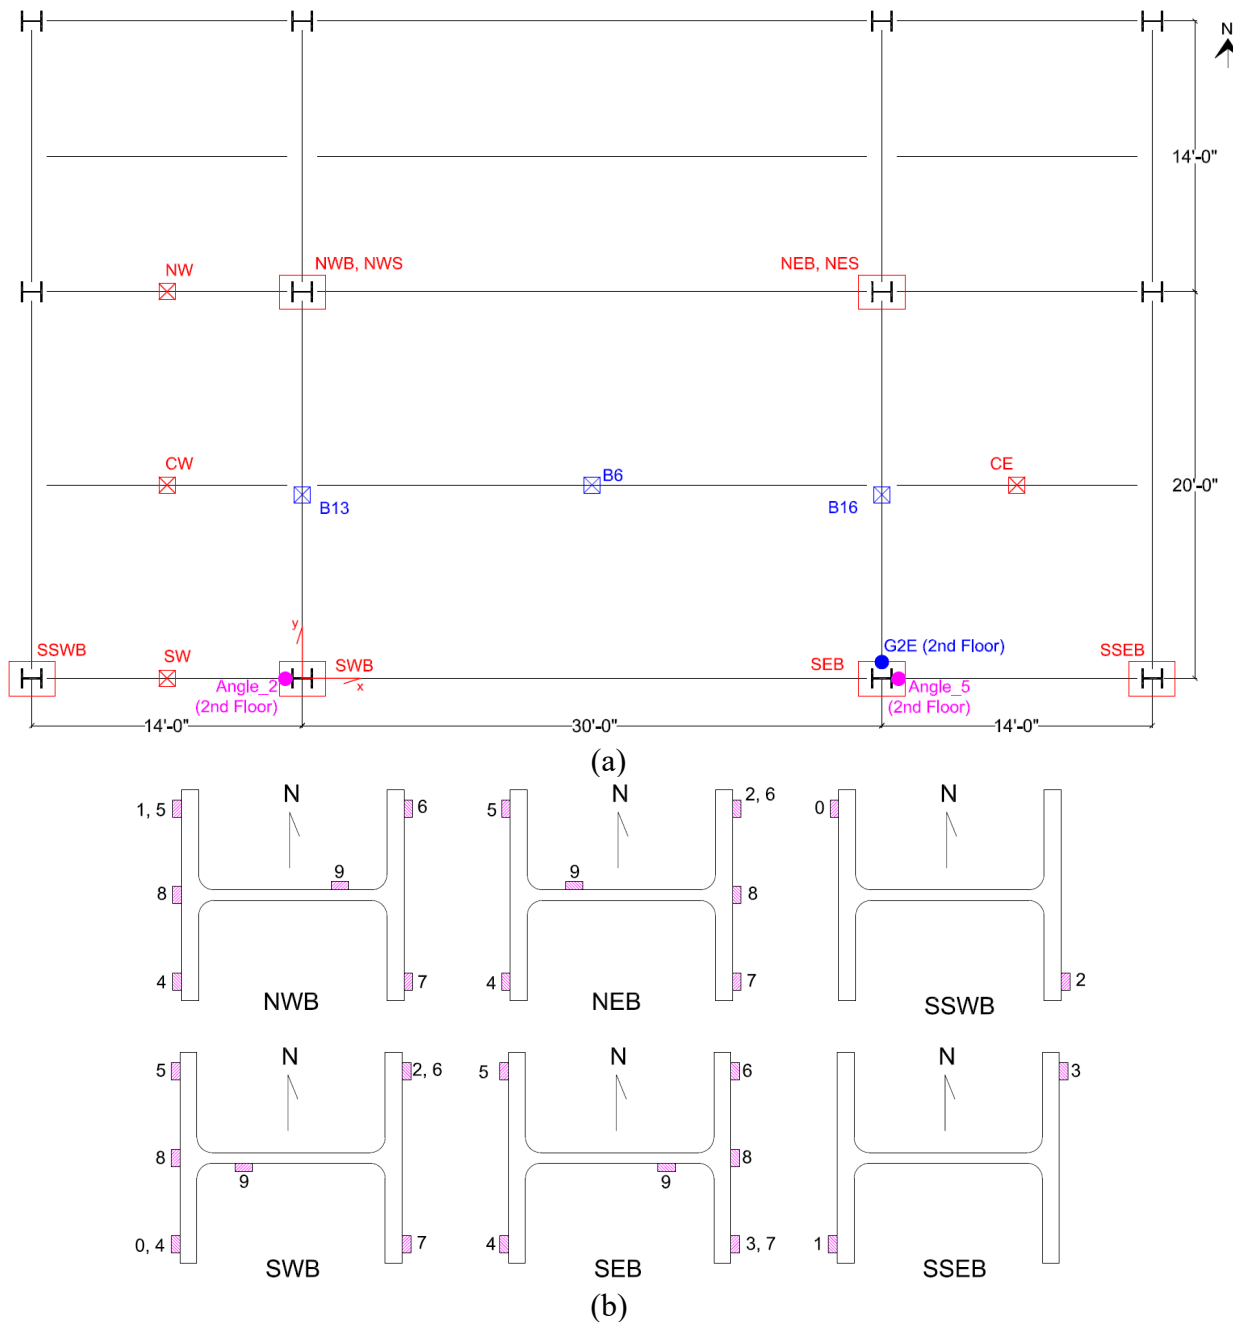 N
14'-0"
NW
NWB, NWS
NEB, NES
CW
B13
B6
B16
CE
20'-0"
y
G2E (2nd Floor)
SSWB
SW
SWB
x
SEB
SSEB
Angle_2
(2nd Floor)
Angle_5
(2nd Floor)
14'-0"
30'-0"
14'-0"
(a)
1, 5
N
6
9
8
4
7
NWB
5
N
2, 6
9
8
4
7
NEB
0
N
2
SSWB
5
N
2, 6
8
9
0, 4
7
SWB
5
N
6
8
9
4
3, 7
SEB
N
3
1
SSEB
(b)